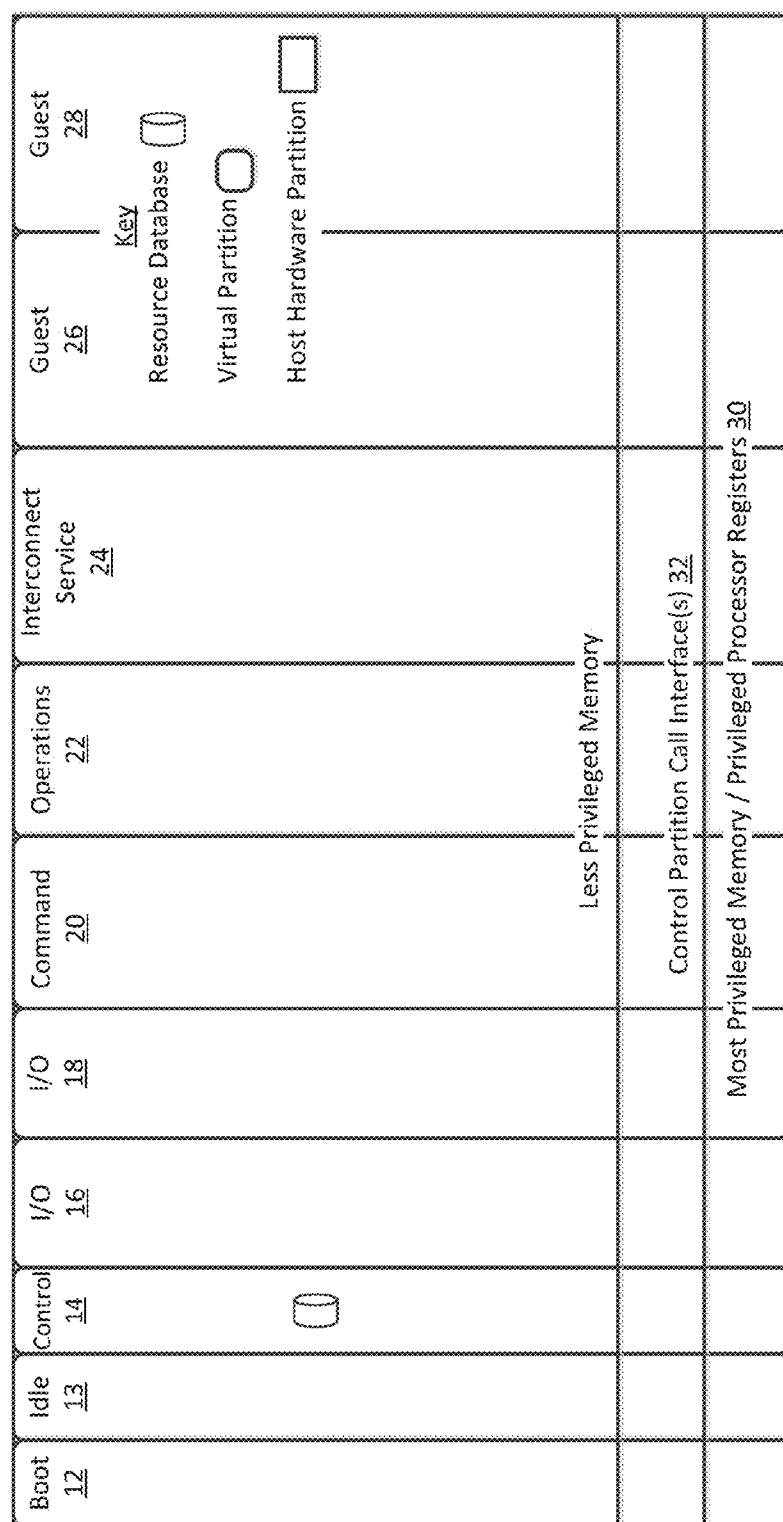 Boot
12
Idle
13
Control
14
I/O
16
I/O
18
Command
20
Operations
22
Interconnect
Service
24
Guest
26
Guest
28
Key
Resource Database
Virtual Partition
Host Hardware Partition
Less Privileged Memory
Control Partition Call Interface(s) 32
Most Privileged Memory / Privileged Processor Registers 30